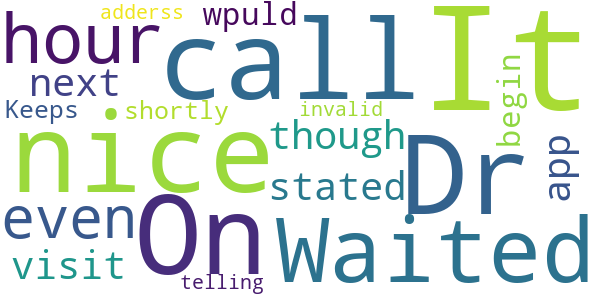 adderss wpuld
hour call It
next
Keeps shortly invalid begin
nice though Dr app
stated
even On Waited
visit
telling